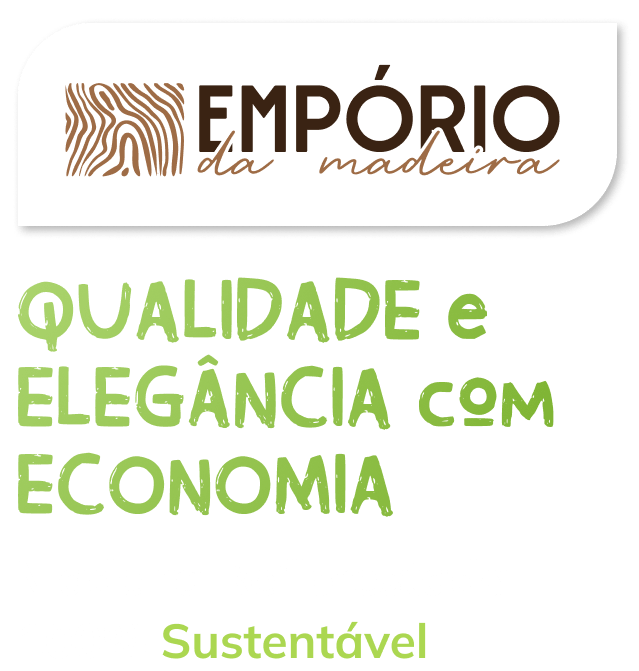 EMPÓRIO
da madeira
QUALIDADE e
ELEGÂNCIA com
ECONOMIA
Sustentável